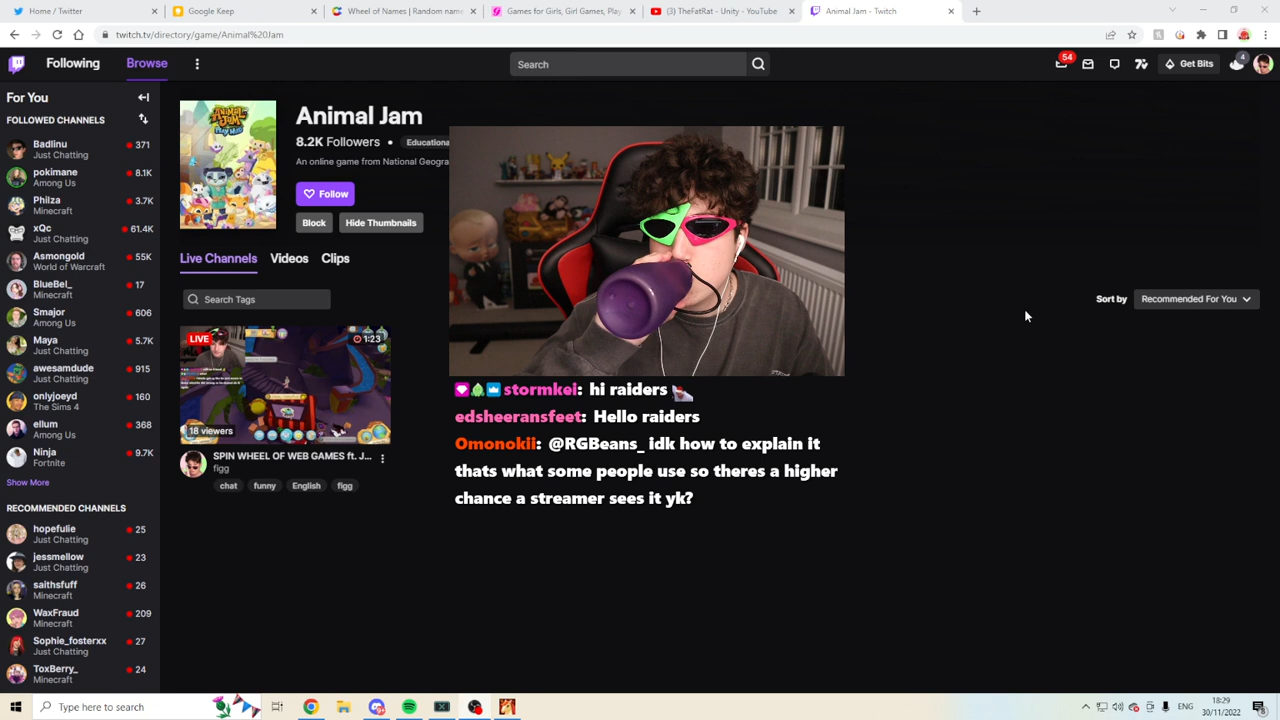 Home / Twitter
Google Keep
Wheel of Names | Random name
Games for Girls, Girl Games, Play
(3) TheFatRat - Unity - YouTube
Animal Jam - Twitch
twitch.tv/directory/game/Animal%20Jam
Following
Browse
Search
54
Get Bits
4
For You
FOLLOWED CHANNELS
Badlinu
371
Just Chatting
pokimane
8.1K
Among Us
Philza
3.7K
Minecraft
xQc
61.4K
Just Chatting
Asmongold
55K
World of Warcraft
BlueBel_
17
Minecraft
Smajor
606
Among Us
Maya
5.7K
Just Chatting
awesamdude
915
Just Chatting
onlyjoeyd
160
The Sims 4
ellum
368
Among Us
Ninja
9.7K
Fortnite
Show More
RECOMMENDED CHANNELS
hopefulie
25
Just Chatting
jessmellow
23
Just Chatting
saithsfuff
26
Minecraft
WaxFraud
209
Minecraft
Sophie_fosterxx
27
Just Chatting
ToxBerry_
24
Minecraft
ANIMAL JAM
PLAY WILD
Animal Jam
8.2K Followers • Educationa
An online game from National Geogra
Follow
Block
Hide Thumbnails
Live Channels
Videos
Clips
Search Tags
Sort by
Recommended For You
LIVE
1:23
18 viewers
SPIN WHEEL OF WEB GAMES ft. J...
figg
chat
funny
English
figg
stormkei: hi raiders
edsheeransfeet: Hello raiders
Omonokii: @RGBeans_ idk how to explain it
thats what some people use so theres a higher
chance a streamer sees it yk?
Type here to search
ENG
18:29
30/11/2022
8